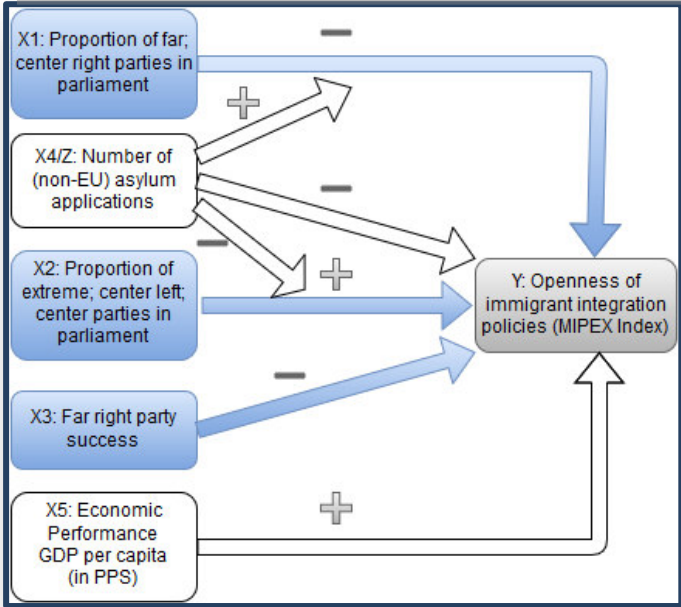 X1: Proportion of far;
center right parties in
parliament
−
+
X4/Z: Number of
(non-EU) asylum
applications
−
−
X2: Proportion of
extreme; center left;
center parties in
parliament
+
Y: Openness of
immigrant integration
policies (MIPEX Index)
−
X3: Far right party
success
X5: Economic
Performance
GDP per capita
(in PPS)
+